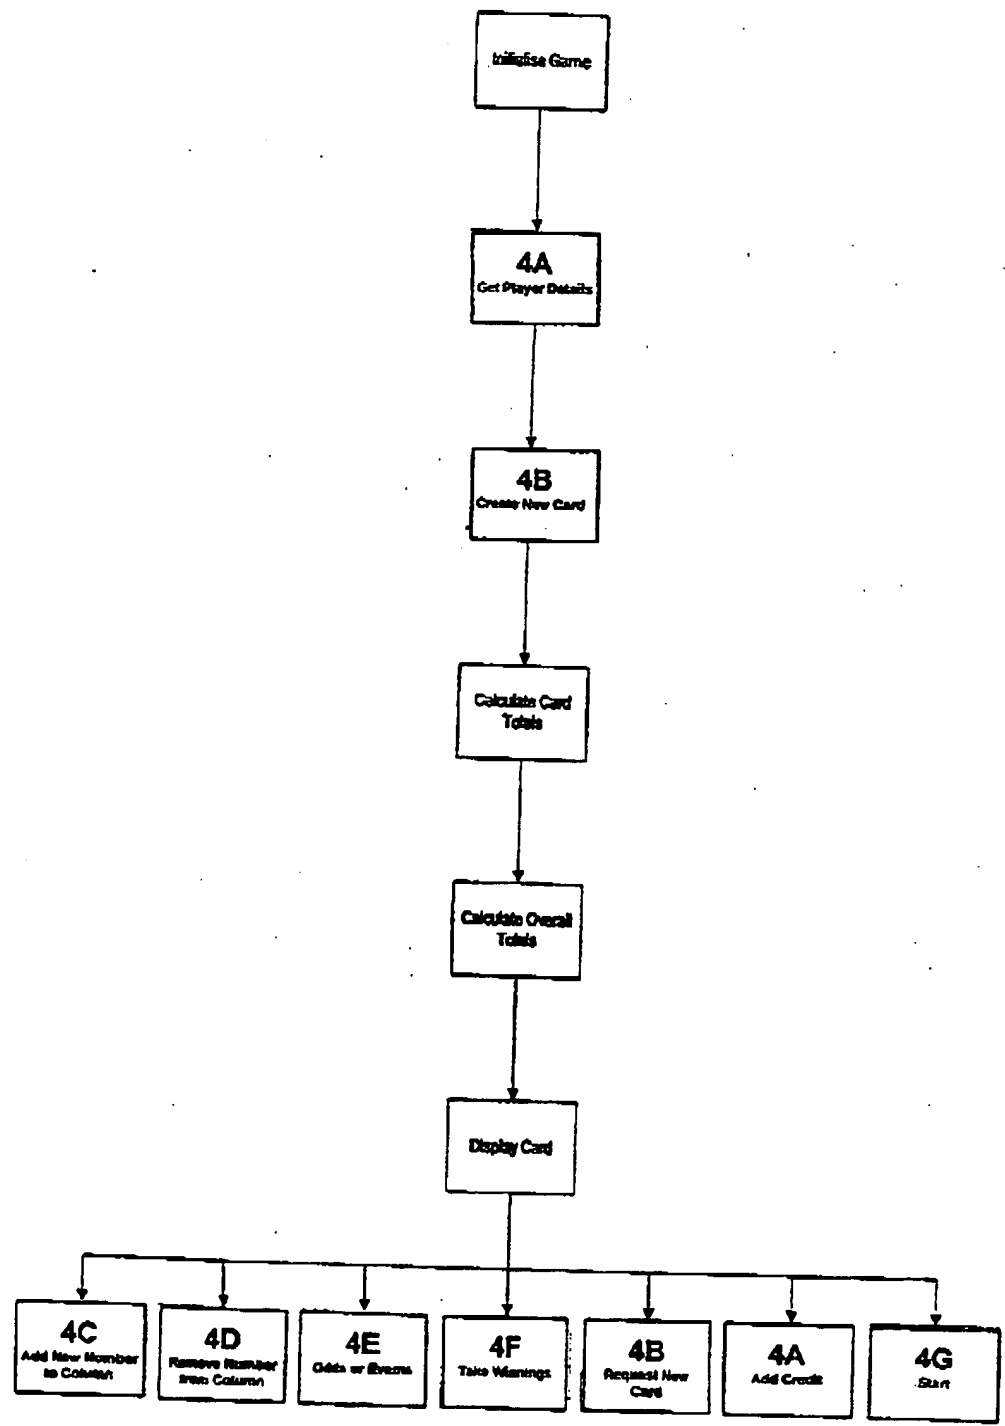 Initialise Game
4A
Get Player Details
4B
Create New Card
Calculate Card
Totals
Calculate Overall
Totals
Display Card
4C
Add New Number
to Column
4D
Remove Number
from Column
4E
Odds or Evens
4F
Take Winnings
4B
Request New
Card
4A
Add Credit
4G
Start